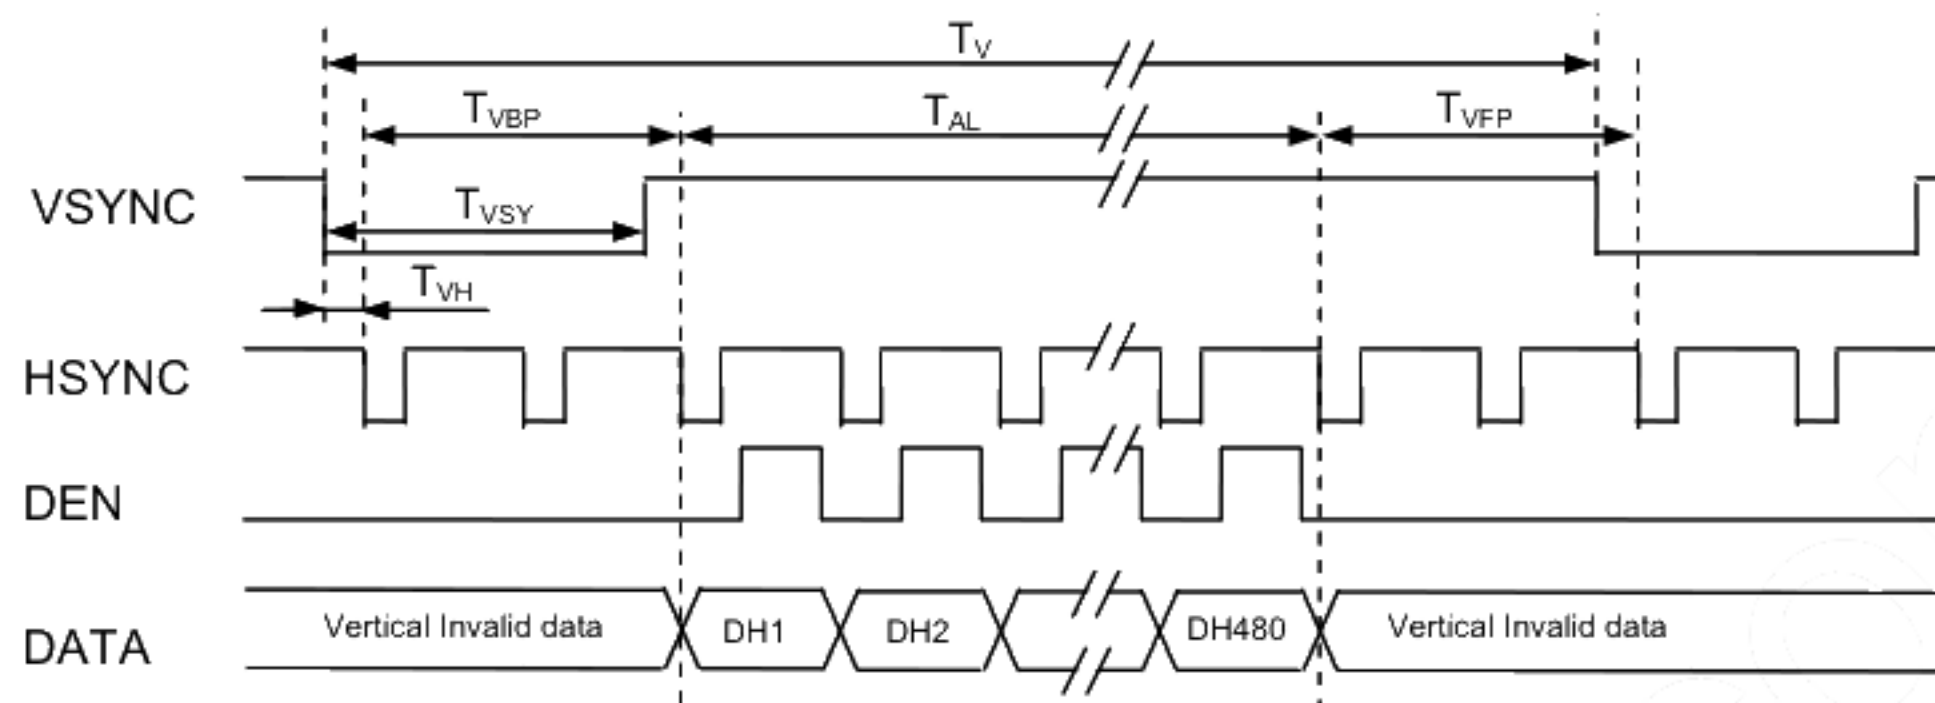 TV
TVBP
TAL
TVFP
VSYNC
TVSY
TVH
HSYNC
DEN
DATA
Vertical Invalid data
DH1
DH2
DH480
Vertical Invalid data